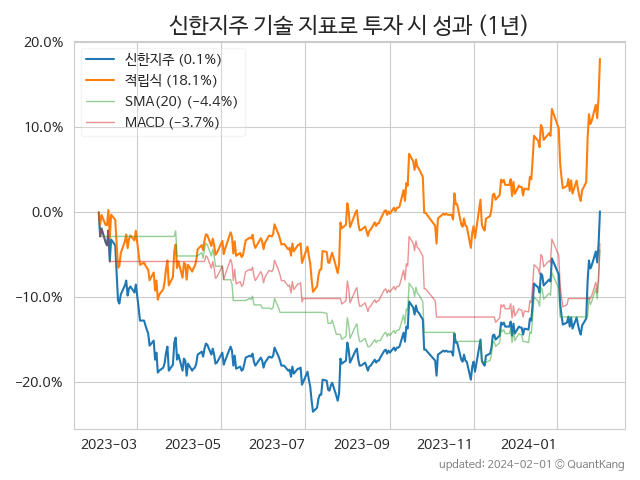 신한지주 기술 지표로 투자 시 성과 (1년)
신한지주 (0.1%)
적립식 (18.1%)
SMA(20) (−4.4%)
MACD (−3.7%)
20.0%
10.0%
0.0%
−10.0%
−20.0%
2023-03 2023-05 2023-07 2023-09 2023-11 2024-01
updated: 2024-02-01 © QuantKang